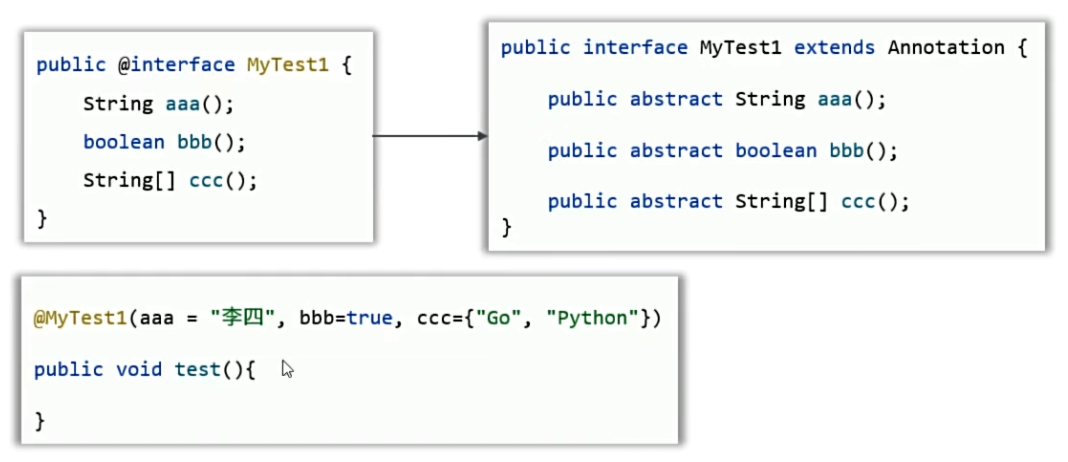 public @interface MyTest1 {
String aaa();
boolean bbb();
String[] ccc();
}
public interface MyTest1 extends Annotation {
public abstract String aaa();
public abstract boolean bbb();
public abstract String[] ccc();
}
@MyTest1(aaa = "李四", bbb=true, ccc={"Go", "Python"})
public void test(){
}